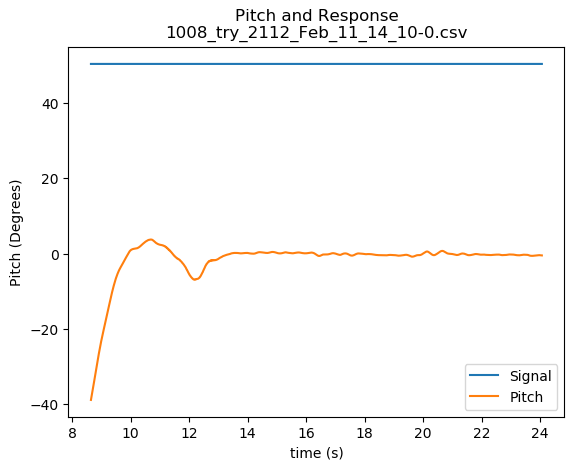 Pitch and Response
1008_try_2112_Feb_11_14_10-0.csv
Pitch (Degrees)
40
20
0
−20
−40
8 10 12 14 16 18 20 22 24
time (s)
Signal
Pitch